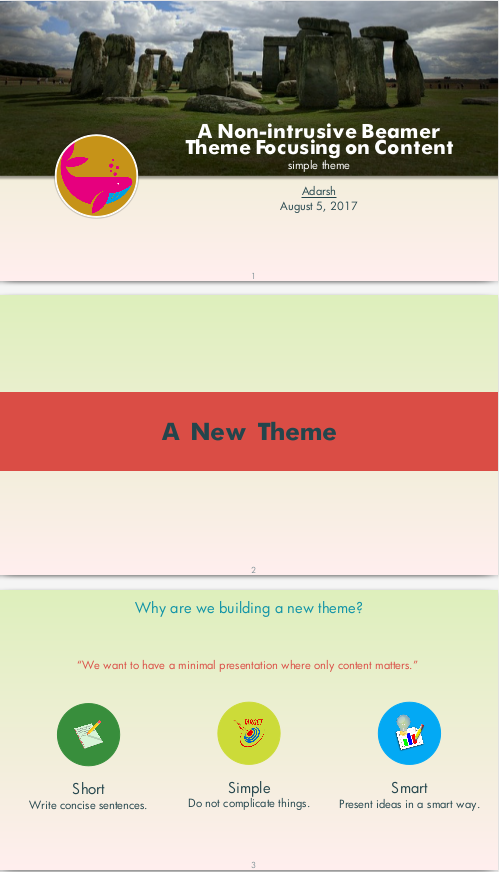 A Non-intrusive Beamer
Theme Focusing on Content
simple theme
Adarsh
August 5, 2017
1
A New Theme
2
Why are we building a new theme?
"We want to have a minimal presentation where only content matters."
TARGET
Short
Simple
Smart
Write concise sentences.
Do not complicate things.
Present ideas in a smart way.
3